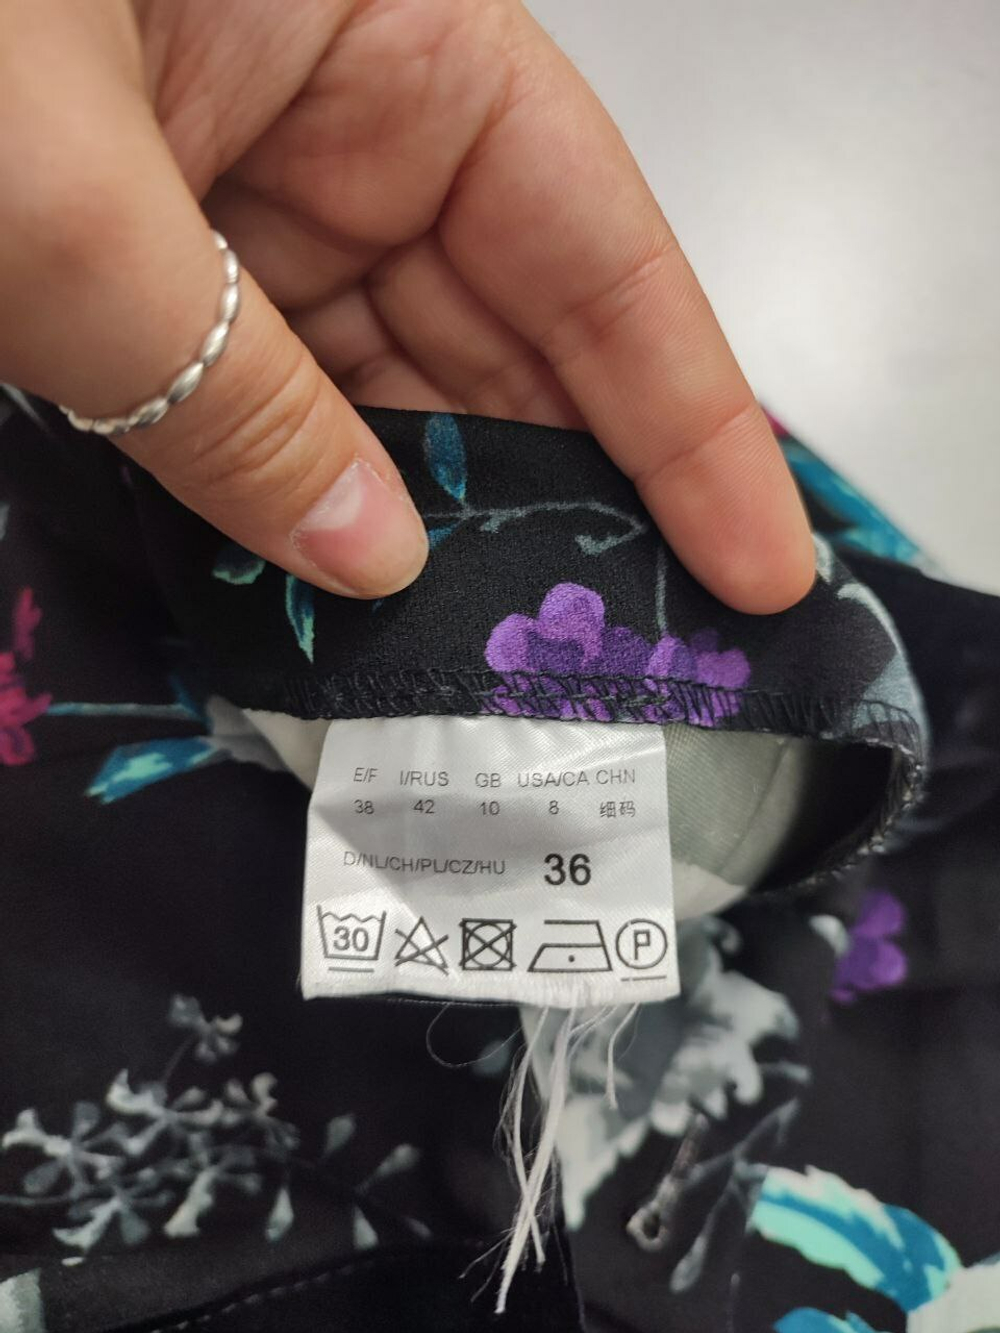 E/F I/RUS GB USA/CA CHN
38 42 10 8 细码
D/NL/CH/PL/CZ/HU 36
30 P